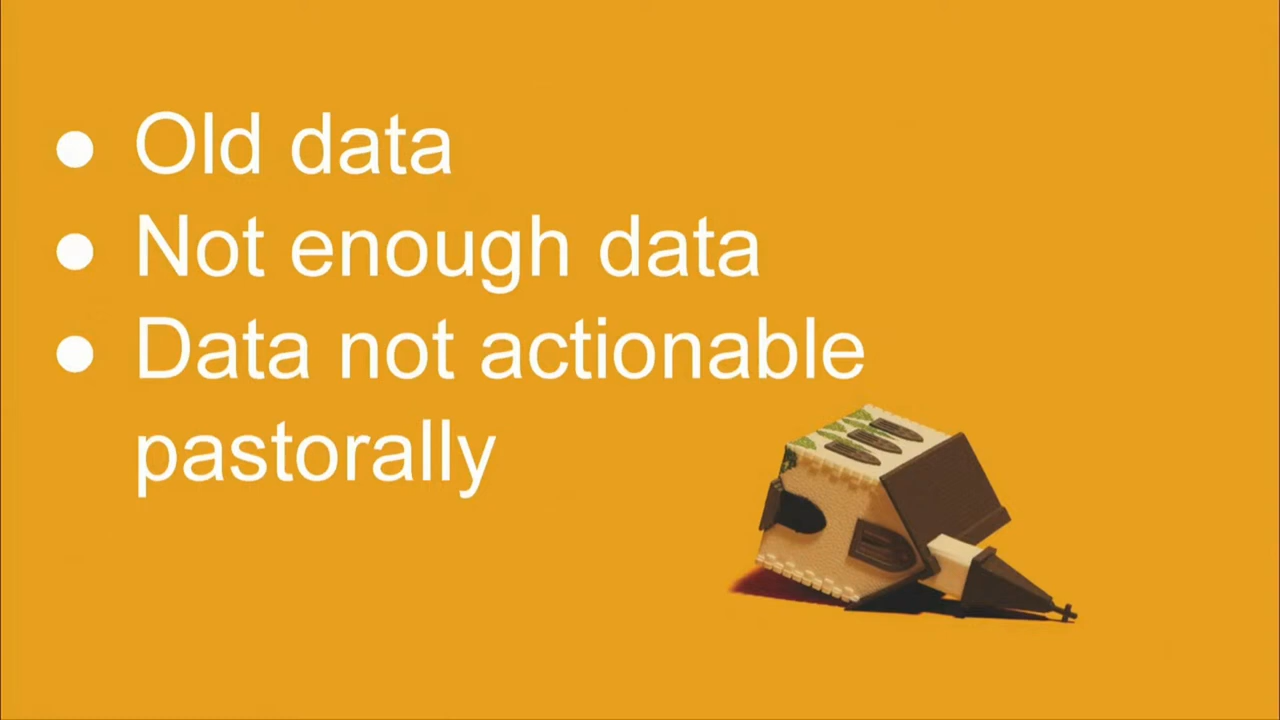 ● Old data
● Not enough data
● Data not actionable
pastorally